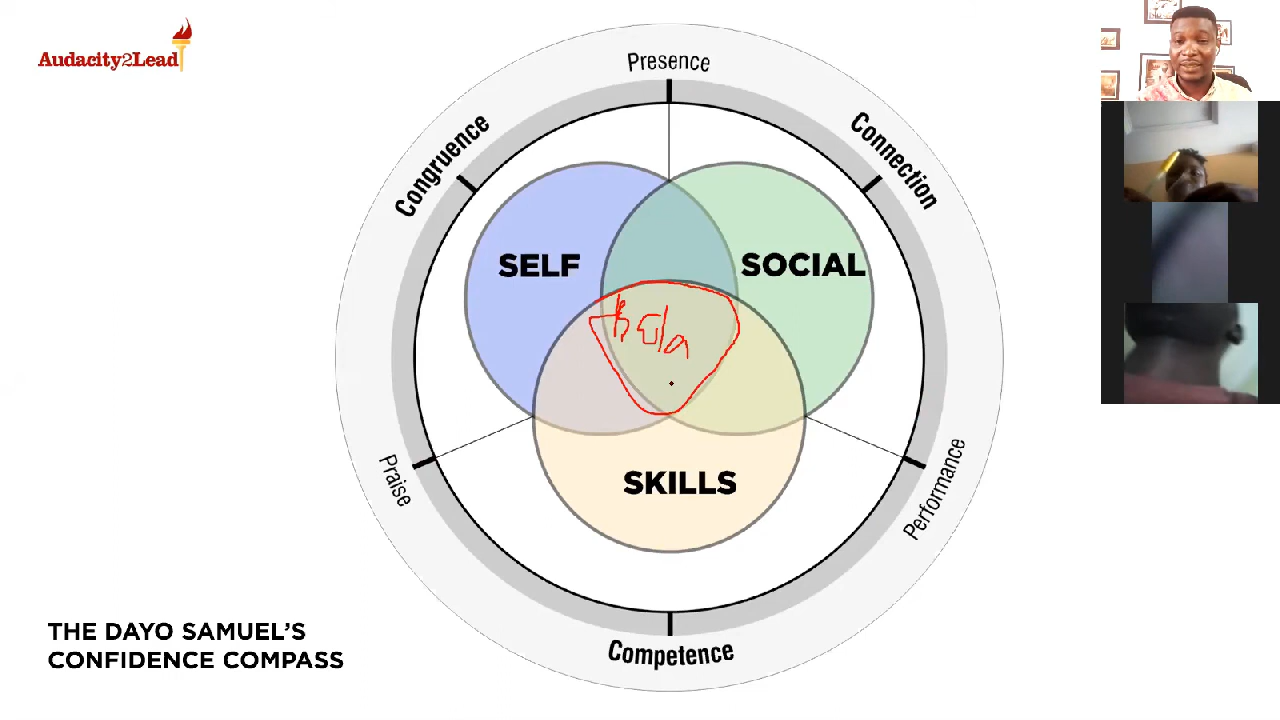 Audacity2Lead
Presence
Congruence
Connection
SELF
SOCIAL
SKILLS
Praise
Performance
Competence
THE DAYO SAMUEL'S
CONFIDENCE COMPASS